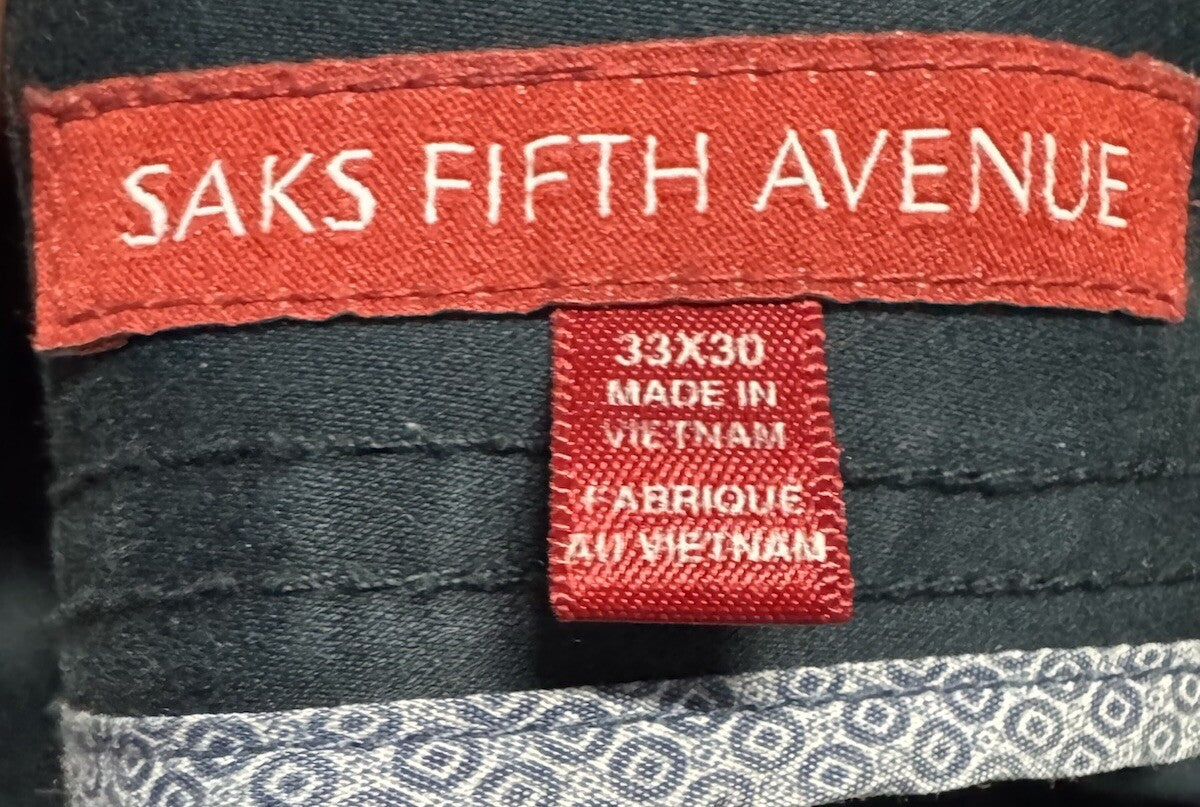 SAKS FIFTH AVENUE
33X30
MADE IN
VIETNAM
FABRIQUE
AU VIETNAM